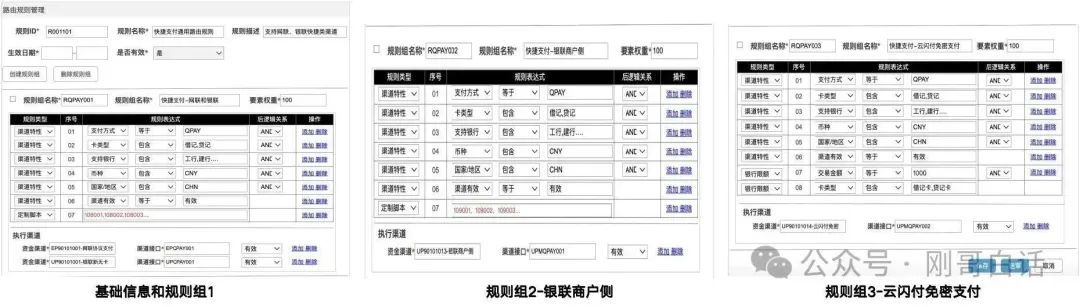 路由规则管理
规则ID* R001101 规则名称* 快捷支付通用路由规则 规则描述 支持网联、银联快捷类渠道
生效日期* — 是否有效* 是
创建规则组 删除规则组
规则组名称* RQPAY001 规则组名称* 快捷支付-网联和银联 要素权重* 100
规则类型 序号 规则表达式 后逻辑关系 操作
渠道特性 01 支付方式 等于 QPAY AND 添加 删除
渠道特性 02 卡类型 包含 借记,贷记 AND 添加 删除
渠道特性 03 支持银行 包含 工行,建行.... AND 添加 删除
渠道特性 04 币种 包含 CNY AND 添加 删除
渠道特性 05 国家/地区 包含 CHN AND 添加 删除
渠道特性 06 渠道有效 等于 有效 添加 删除
定制脚本 07 108001,108002,108003.... 添加 删除
执行渠道
资金渠道* EP90101001-网联协议支付 渠道接口* EPCPAY001 有效 添加 删除
资金渠道* UP90101001-银联新无卡 渠道接口* UPCPAY001 有效 添加 删除
基础信息和规则组1
规则组名称* RQPAY032 规则组名称* 快捷支付-银联商户侧 要素权重* 100
规则类型 序号 规则表达式 后逻辑关系 操作
渠道特性 01 支付方式 等于 QPAY AND 添加 删除
渠道特性 02 卡类型 包含 借记,贷记 AND 添加 删除
渠道特性 03 支持银行 包含 工行,建行.... AND 添加 删除
渠道特性 04 币种 包含 CNY AND 添加 删除
渠道特性 05 国家/地区 包含 CHN AND 添加 删除
渠道特性 06 渠道有效 等于 有效 添加 删除
定制脚本 07 109001, 109002, 109003.... 添加 删除
执行渠道
资金渠道* UP90101013-银联商户侧 渠道接口* UPMQPAY001 有效 添加 删除
规则组2-银联商户侧
规则组名称* RQPAY003 规则组名称* 快捷支付-云闪付免密支付 要素权重* 100
规则类型 序号 规则表达式 后逻辑关系 操作
渠道特性 01 支付方式 等于 QPAY AND 添加 删除
渠道特性 02 卡类型 包含 借记,贷记 AND 添加 删除
渠道特性 03 支持银行 包含 工行,建行.... AND 添加 删除
渠道特性 04 币种 包含 CNY AND 添加 删除
渠道特性 05 国家/地区 包含 CHN AND 添加 删除
渠道特性 06 渠道有效 等于 有效 添加 删除
银行限额 07 交易金额 等于 1000 AND 添加 删除
银行限额 08 卡类型 包含 借记卡,贷记卡 添加 删除
执行渠道
资金渠道* UP90101014-云闪付免密 渠道接口* UPMQPAY002 有效 添加 删除
取消
公众号 · 刚哥白话
规则组3-云闪付免密支付